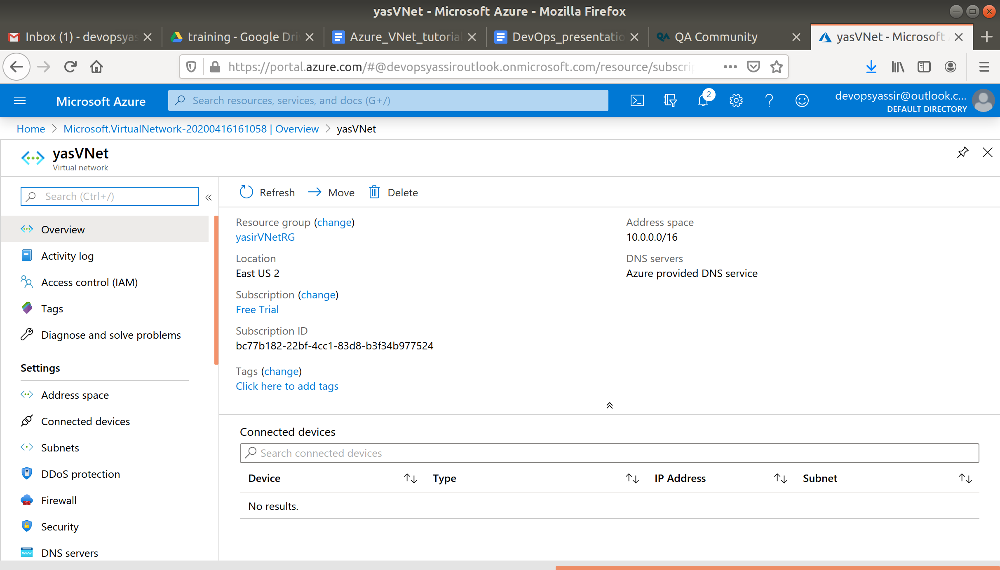 yasVNet - Microsoft Azure - Mozilla Firefox
Inbox (1) - devopsyas
training - Google Dri
Azure_VNet_tutorial
DevOps_presentatio
QA Community
yasVNet - Microsoft
https://portal.azure.com/#@devopsyassiroutlook.onmicrosoft.com/resource/subscrip
Microsoft Azure
Search resources, services, and docs (G+/)
2
devopsyassir@outlook.c...
DEFAULT DIRECTORY
Home > Microsoft.VirtualNetwork-20200416161058 | Overview > yasVNet
yasVNet
Virtual network
Search (Ctrl+/)
Overview
Activity log
Access control (IAM)
Tags
Diagnose and solve problems
Settings
Address space
Connected devices
Subnets
DDoS protection
Firewall
Security
DNS servers
Refresh
Move
Delete
Resource group (change)
yasirVNetRG
Location
East US 2
Subscription (change)
Free Trial
Subscription ID
bc77b182-22bf-4cc1-83d8-b3f34b977524
Tags (change)
Click here to add tags
Address space
10.0.0.0/16
DNS servers
Azure provided DNS service
Connected devices
Search connected devices
Device Type IP Address Subnet
No results.